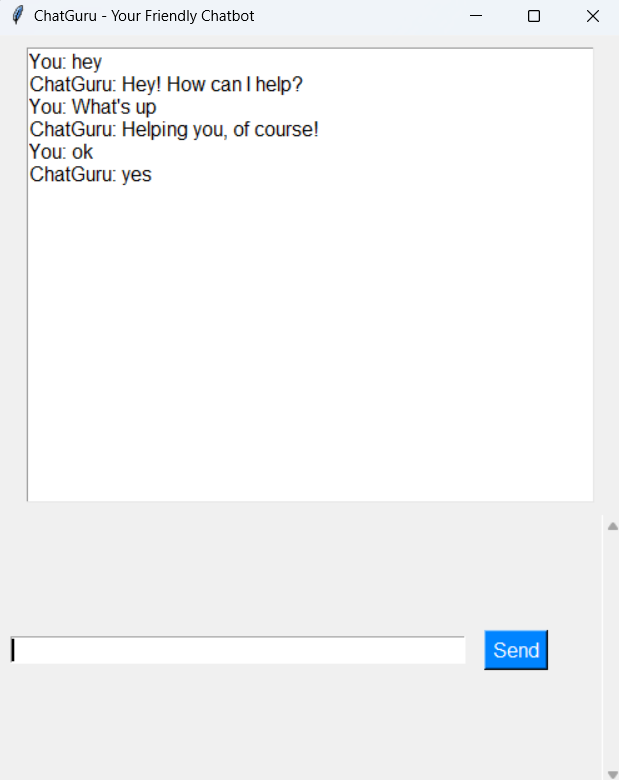 ChatGuru - Your Friendly Chatbot
You: hey
ChatGuru: Hey! How can I help?
You: What's up
ChatGuru: Helping you, of course!
You: ok
ChatGuru: yes
Send